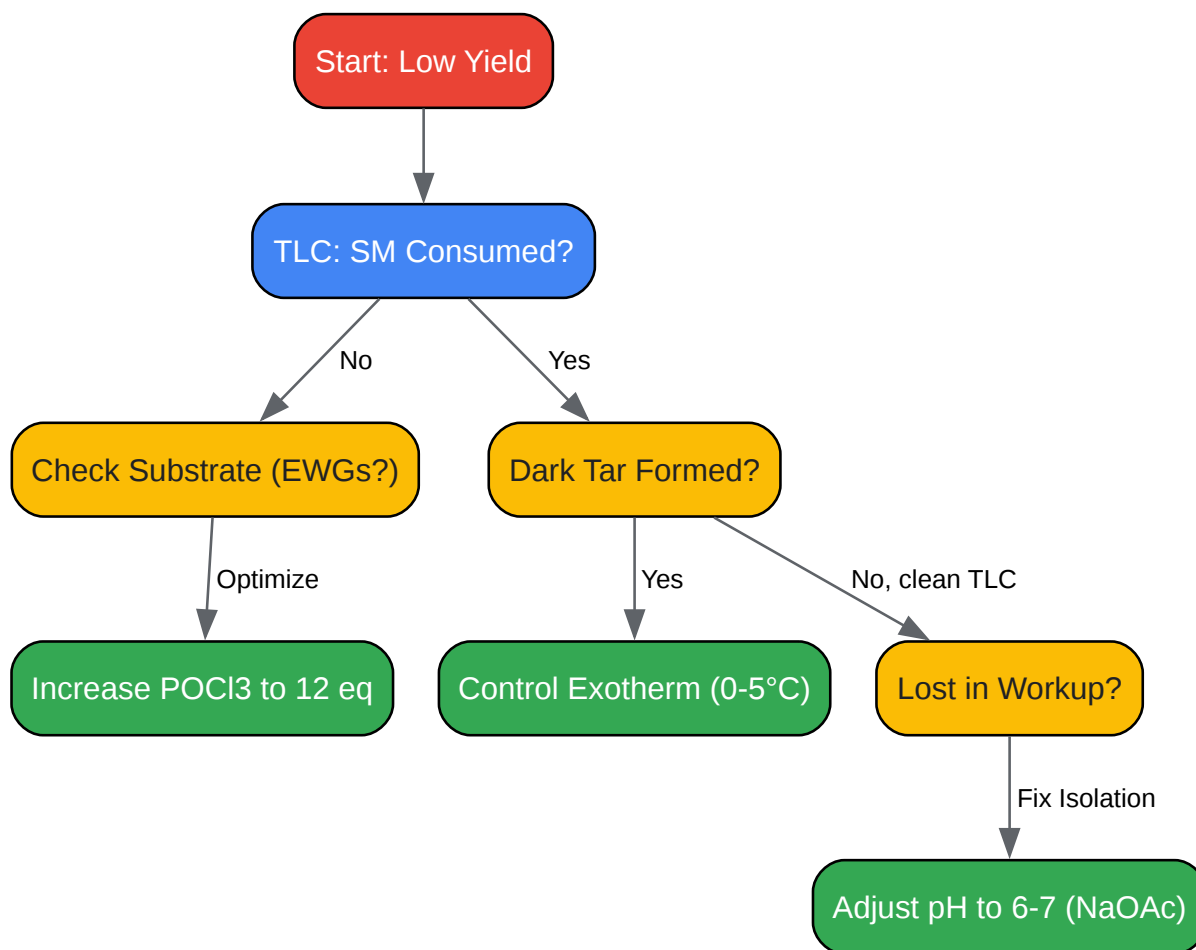 Start: Low Yield
TLC: SM Consumed?
No
Yes
Check Substrate (EWGs?)
Dark Tar Formed?
Optimize
Yes
No, clean TLC
Increase POCl3 to 12 eq
Control Exotherm (0-5°C)
Lost in Workup?
Fix Isolation
Adjust pH to 6-7 (NaOAc)